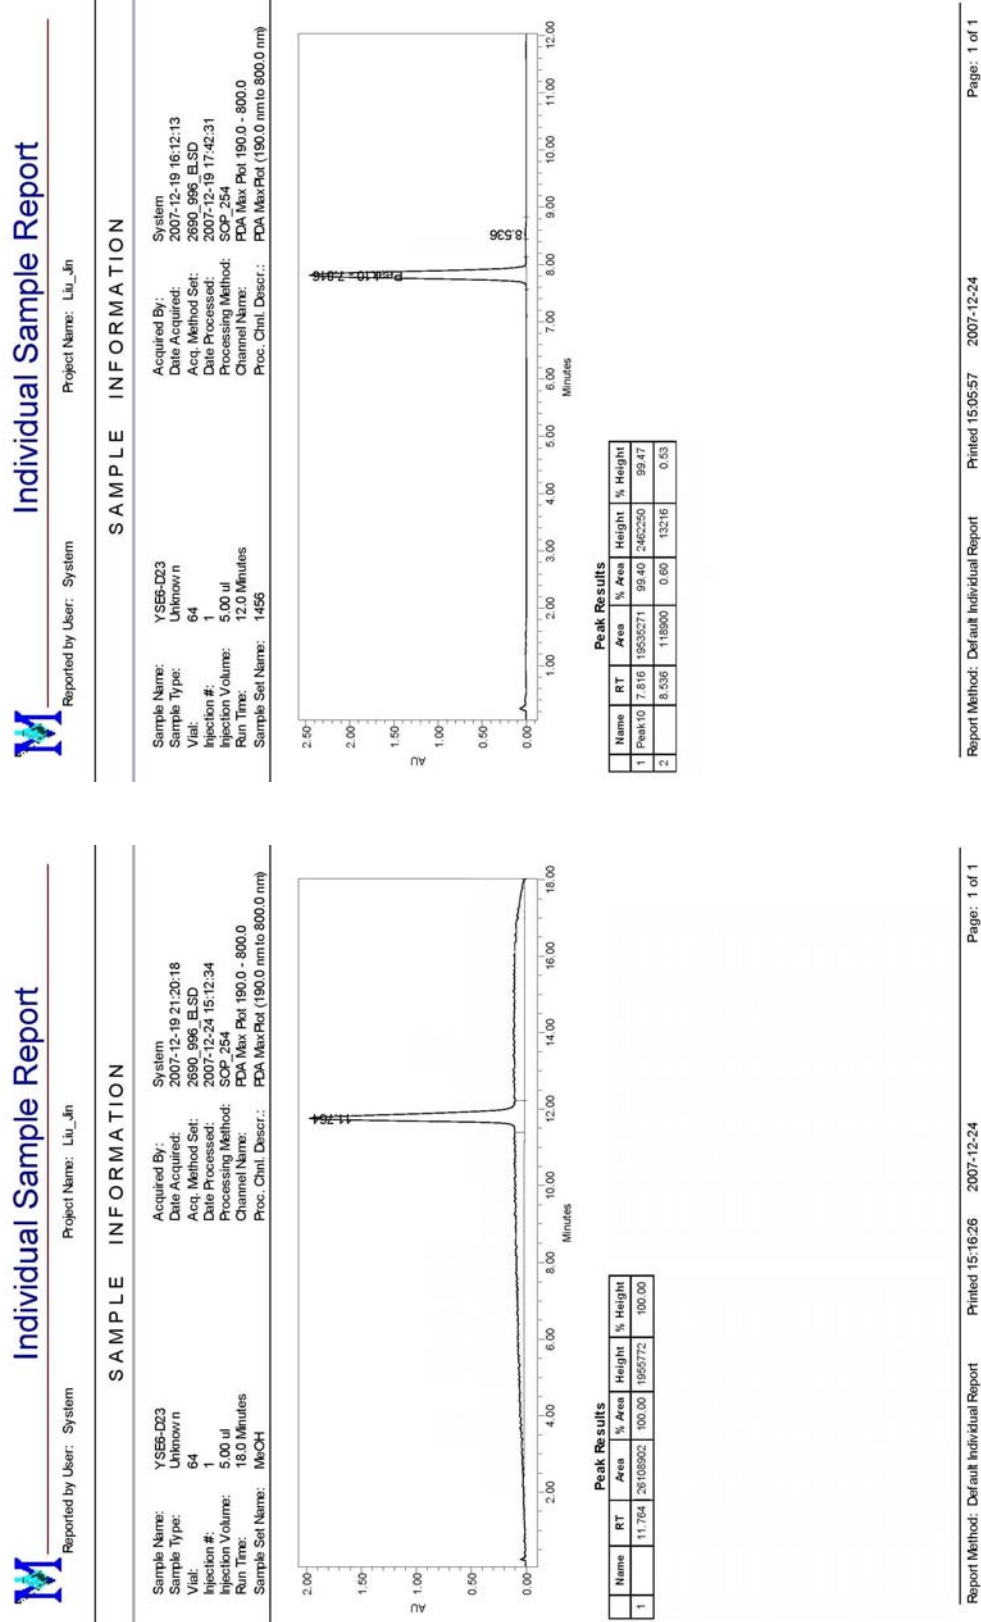 Individual Sample Report
Reported by User: System Project Name: Liu_Jin
SAMPLE INFORMATION
Sample Name: YSE6-D23
Sample Type: Unknown
Vial: 64
Injection #: 1
Injection Volume: 5.00 ul
Run Time: 18.0 Minutes
Sample Set Name: MeOH
Acquired By: System
Date Acquired: 2007-12-19 21:20:18
Acq. Method Set: 2690_996_ELSD
Date Processed: 2007-12-24 15:12:34
Processing Method: SOP_254
Channel Name: PDA Max Plot 190.0 - 800.0
Proc. Chnl. Descr.: PDA MaxPlot (190.0 nm to 800.0 nm)
11.764
AU
2.00
1.50
1.00
0.50
0.00
2.00 4.00 6.00 8.00 10.00 12.00 14.00 16.00 18.00
Minutes
Peak Results
Name RT Area % Area Height % Height
1 11.764 26108902 100.00 1955772 100.00
Report Method: Default Individual Report Printed 15:16:26 2007-12-24 Page: 1 of 1
Individual Sample Report
Reported by User: System Project Name: Liu_Jin
SAMPLE INFORMATION
Sample Name: YSE6-D23
Sample Type: Unknown
Vial: 64
Injection #: 1
Injection Volume: 5.00 ul
Run Time: 12.0 Minutes
Sample Set Name: 1456
Acquired By: System
Date Acquired: 2007-12-19 16:12:13
Acq. Method Set: 2690_996_ELSD
Date Processed: 2007-12-19 17:42:31
Processing Method: SOP_254
Channel Name: PDA Max Plot 190.0 - 800.0
Proc. Chnl. Descr.: PDA MaxPlot (190.0 nm to 800.0 nm)
Peak10 - 7.816
8.536
AU
2.50
2.00
1.50
1.00
0.50
0.00
1.00 2.00 3.00 4.00 5.00 6.00 7.00 8.00 9.00 10.00 11.00 12.00
Minutes
Peak Results
Name RT Area % Area Height % Height
1 Peak10 7.816 19535271 99.40 2462250 99.47
2 8.536 118900 0.60 13216 0.53
Report Method: Default Individual Report Printed 15:05:57 2007-12-24 Page: 1 of 1